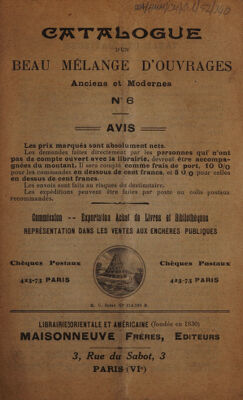 CATALOGUE
D'UN
BEAU MÉLANGE D'OUVRAGES
Anciens et Modernes
N° 6
AVIS
Les prix marqués sont absolument nets.
Les demandes faites directement par les personnes qui n'ont
pas de compte ouvert avec la librairie, devront être accompa-
gnées du montant. Il sera compté comme frais de port, 10 0/0
pour les commandes en dessous de cent francs, et 5 0/0 pour celles
en dessus de cent francs.
Les envois sont faits au risques du destinataire.
Les expéditions peuvent être faites par poste ou colis postaux
recommandés.
Commission -- Exportation Achat de Livres et Bibliothèques
REPRÉSENTATION DANS LES VENTES AUX ENCHÈRES PUBLIQUES
Chèques Postaux
423-73 PARIS
Chèques Postaux
423-73 PARIS
LIBRAIRIE ORIENTALE ET AMÉRICAINE (fondée en 1830)
MAISONNEUVE FRÈRES, EDITEURS
3, Rue du Sabot, 3
PARIS (VIe)